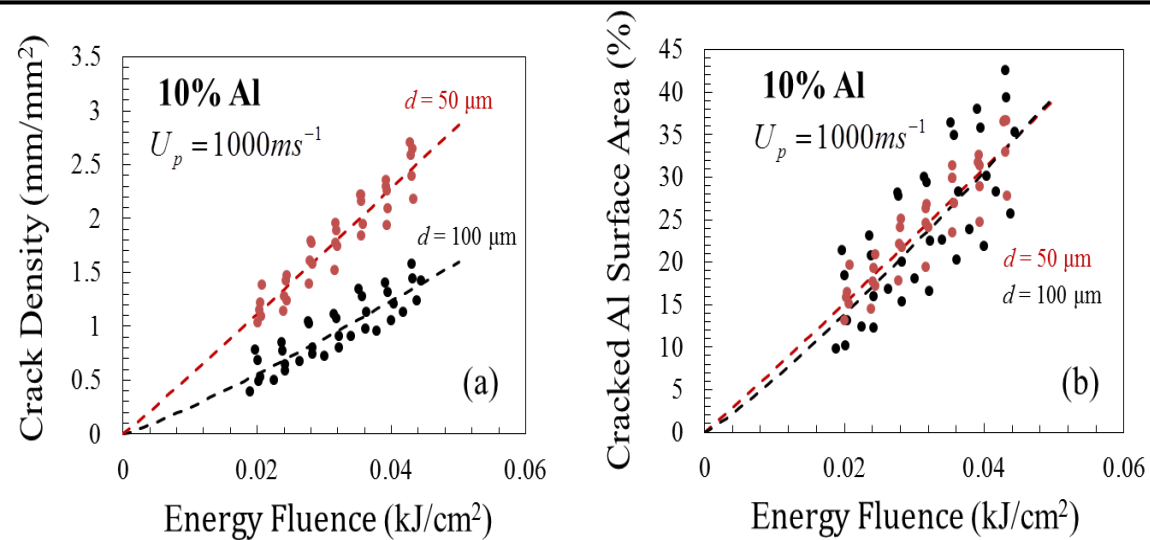 Crack Density (mm/mm²)
3.5
3
2.5
2
1.5
1
0.5
0
10% Al
U_p = 1000ms⁻¹
d = 50 μm
d = 100 μm
(a)
0 0.02 0.04 0.06
Energy Fluence (kJ/cm²)
Cracked Al Surface Area (%)
45
40
35
30
25
20
15
10
5
0
10% Al
U_p = 1000ms⁻¹
d = 50 μm
d = 100 μm
(b)
0 0.02 0.04 0.06
Energy Fluence (kJ/cm²)